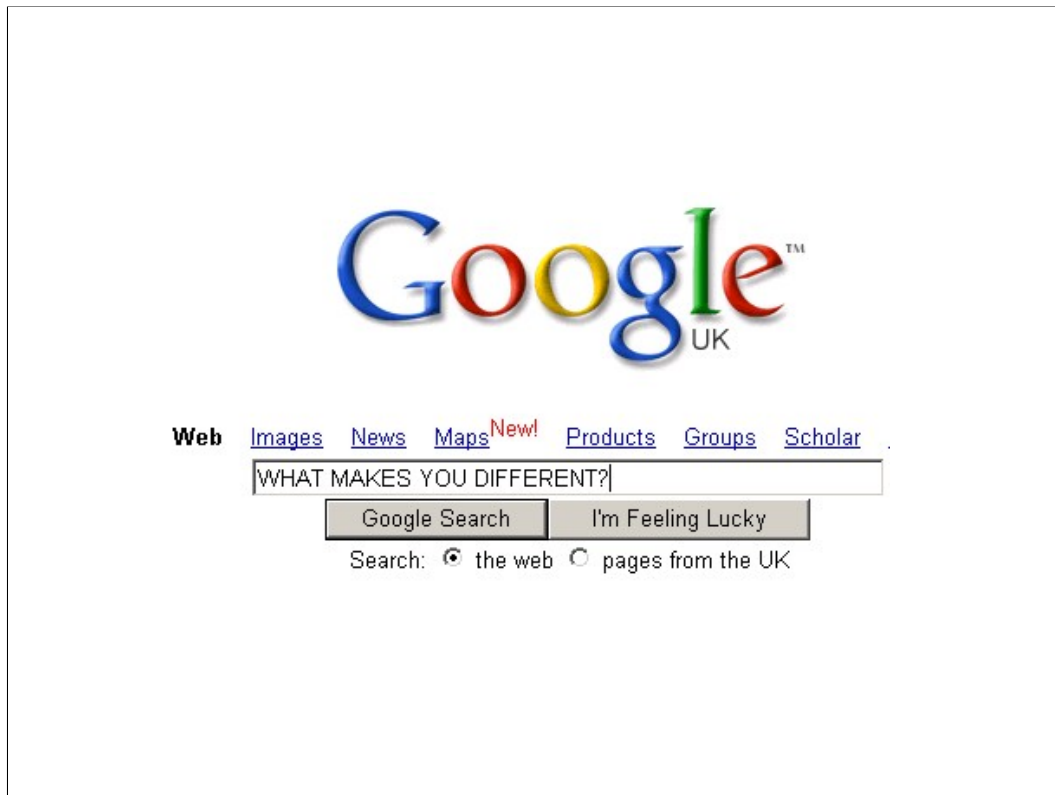 Google™
UK
Web Images News Maps New! Products Groups Scholar
WHAT MAKES YOU DIFFERENT?
Google Search I'm Feeling Lucky
Search: the web pages from the UK